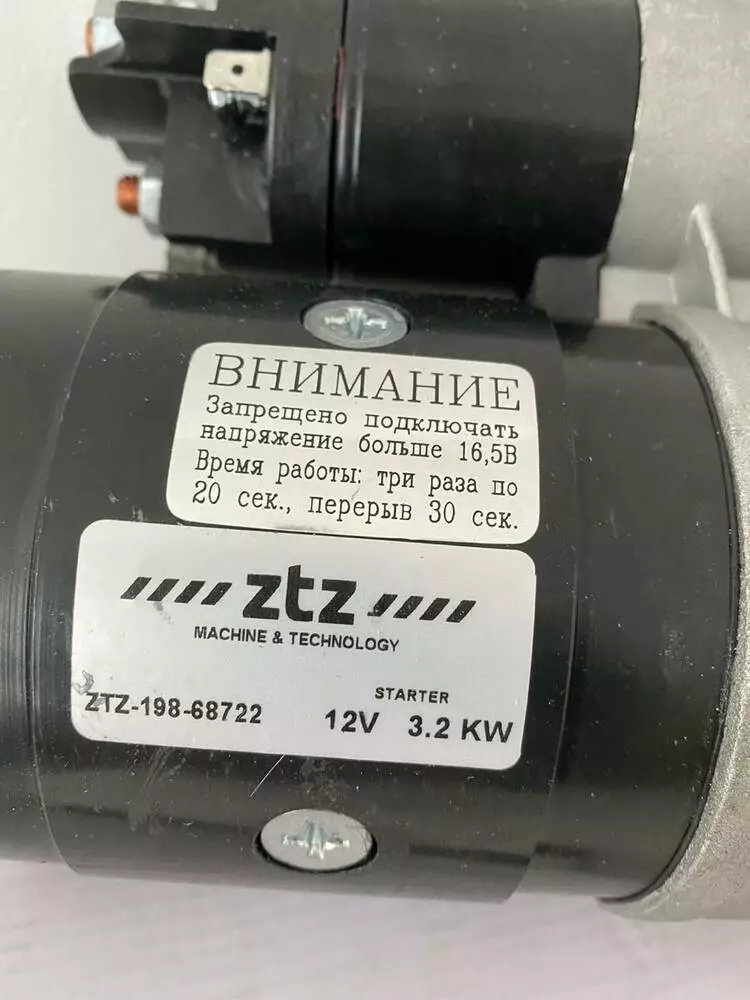 ВНИМАНИЕ
Запрещено подключать
напряжение больше 16,5В
Время работы: три раза по
20 сек., перерыв 30 сек.
ztz
MACHINE & TECHNOLOGY
STARTER
ZTZ-198-68722 12V 3.2 KW